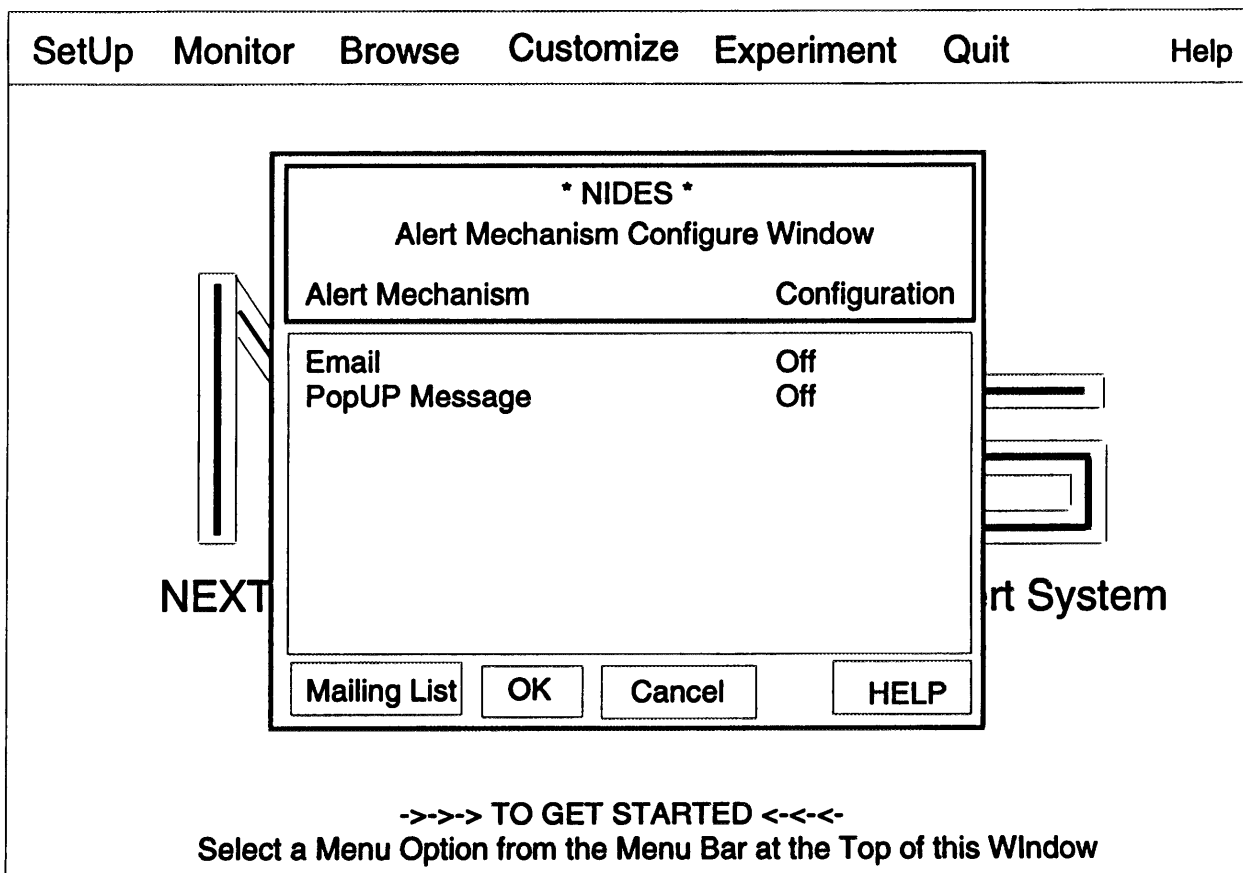 SetUp Monitor Browse Customize Experiment Quit Help
* NIDES *
Alert Mechanism Configure Window
Alert Mechanism Configuration
Email Off
PopUP Message Off
NEXT rt System
Mailing List OK Cancel HELP
->->-> TO GET STARTED <-<-<-
Select a Menu Option from the Menu Bar at the Top of this WIndow